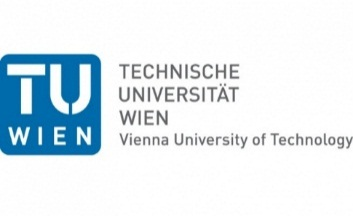 TU
WIEN
TECHNISCHE
UNIVERSITÄT
WIEN
Vienna University of Technology